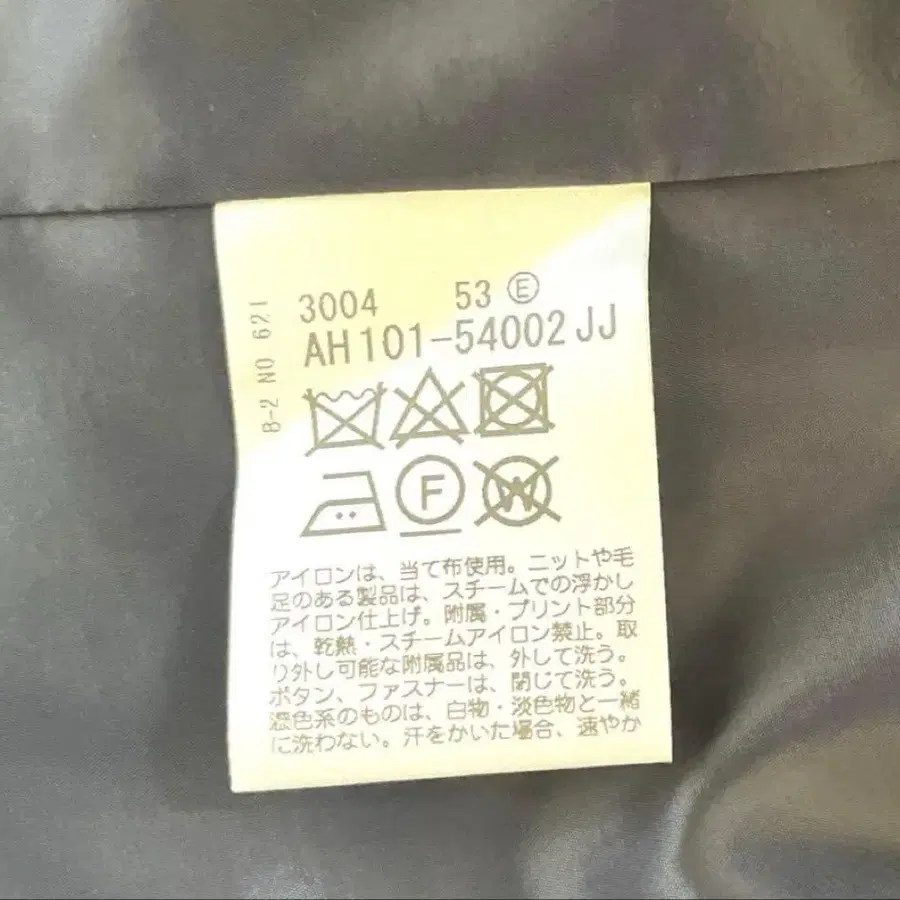 8-2 NO 621
3004 53 Ⓔ
AH101-54002JJ
F
W
アイロンは、当て布使用。ニットや毛
足のある製品は、スチームでの浮かし
アイロン仕上げ。附属・プリント部分
は、乾熱・スチームアイロン禁止。取
り外し可能な附属品は、外して洗う。
ボタン、ファスナーは、閉じて洗う。
濃色系のものは、白物・淡色物と一緒
に洗わない。汗をかいた場合、速やか